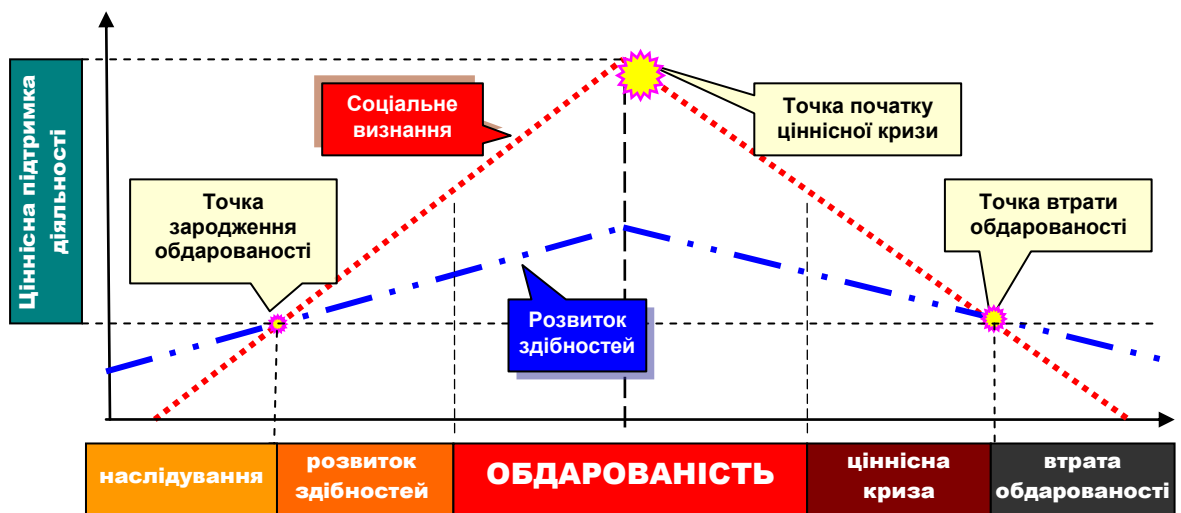 Ціннісна підтримка
діяльності
Соціальне
визнання
Точка початку
ціннісної кризи
Точка
зародження
обдарованості
Точка втрати
обдарованості
Розвиток
здібностей
наслідування
розвиток
здібностей
ОБДАРОВАНІСТЬ
ціннісна
криза
втрата
обдарованості